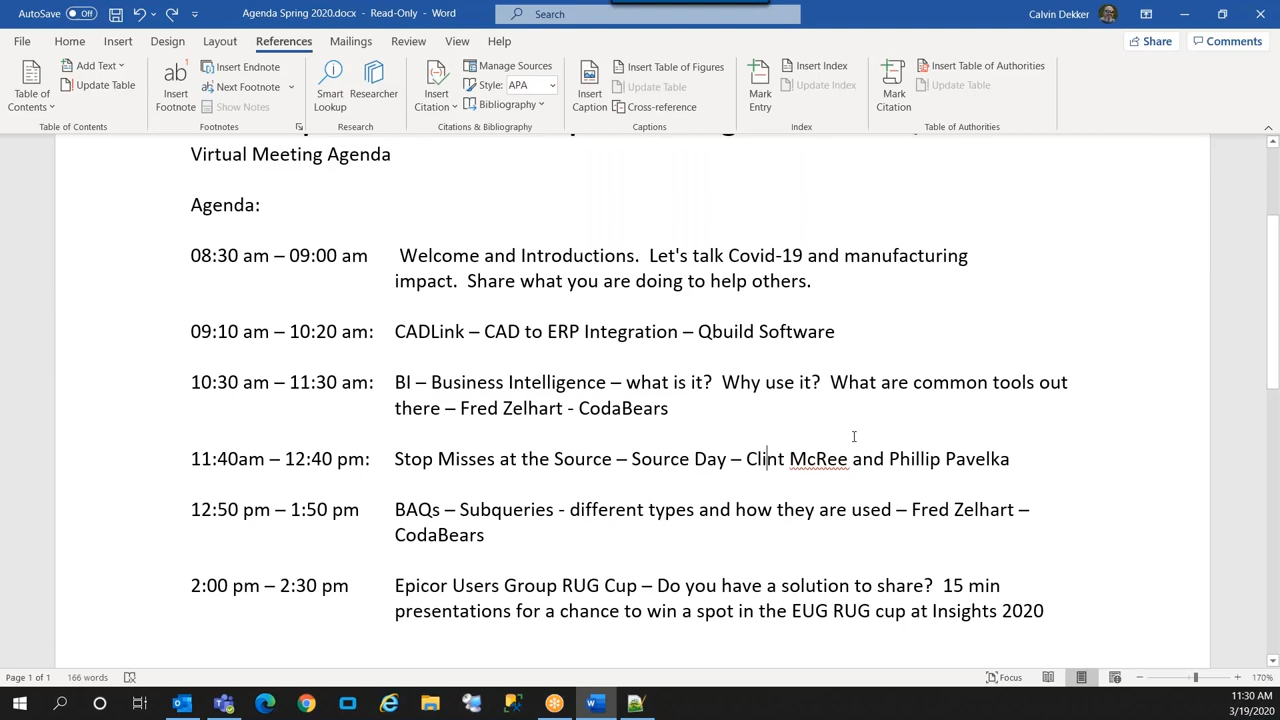 AutoSave Off Agenda Spring 2020.docx - Read-Only - Word Search Calvin Dekker
File Home Insert Design Layout References Mailings Review View Help Share Comments
Table of Contents Add Text Update Table Insert Footnote ab1 Insert Endnote Next Footnote Show Notes Smart Lookup Researcher Insert Citation Manage Sources Style: APA Bibliography Insert Caption Insert Table of Figures Update Table Cross-reference Mark Entry Insert Index Update Index Mark Citation Insert Table of Authorities Update Table
Table of Contents Footnotes Research Citations & Bibliography Captions Index Table of Authorities
Virtual Meeting Agenda
Agenda:
08:30 am – 09:00 am Welcome and Introductions. Let's talk Covid-19 and manufacturing
impact. Share what you are doing to help others.
09:10 am – 10:20 am: CADLink – CAD to ERP Integration – Qbuild Software
10:30 am – 11:30 am: BI – Business Intelligence – what is it? Why use it? What are common tools out
there – Fred Zelhart - CodaBears
11:40am – 12:40 pm: Stop Misses at the Source – Source Day – Clint McRee and Phillip Pavelka
12:50 pm – 1:50 pm BAQs – Subqueries - different types and how they are used – Fred Zelhart –
CodaBears
2:00 pm – 2:30 pm Epicor Users Group RUG Cup – Do you have a solution to share? 15 min
presentations for a chance to win a spot in the EUG RUG cup at Insights 2020
Page 1 of 1 166 words Focus 170%
11:30 AM
3/19/2020